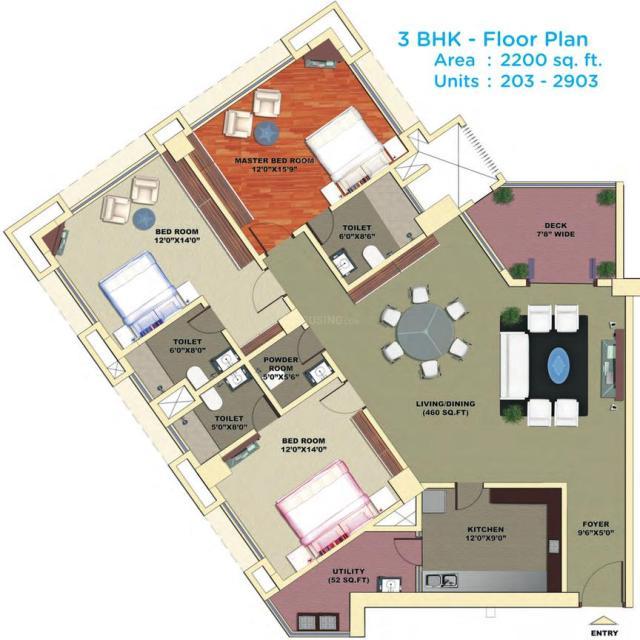 3 BHK - Floor Plan
Area : 2200 sq. ft.
Units : 203 - 2903
MASTER BED ROOM
12'0"X15'9"
BED ROOM
12'0"X14'0"
TOILET
6'0"X8'6"
DECK
7'8" WIDE
TOILET
6'0"X8'0"
POWDER
ROOM
5'0"X5'6"
TOILET
5'0"X8'0"
LIVING/DINING
(460 SQ.FT)
BED ROOM
12'0"X14'0"
KITCHEN
12'0"X9'0"
FOYER
9'6"X5'0"
UTILITY
(52 SQ.FT)
ENTRY